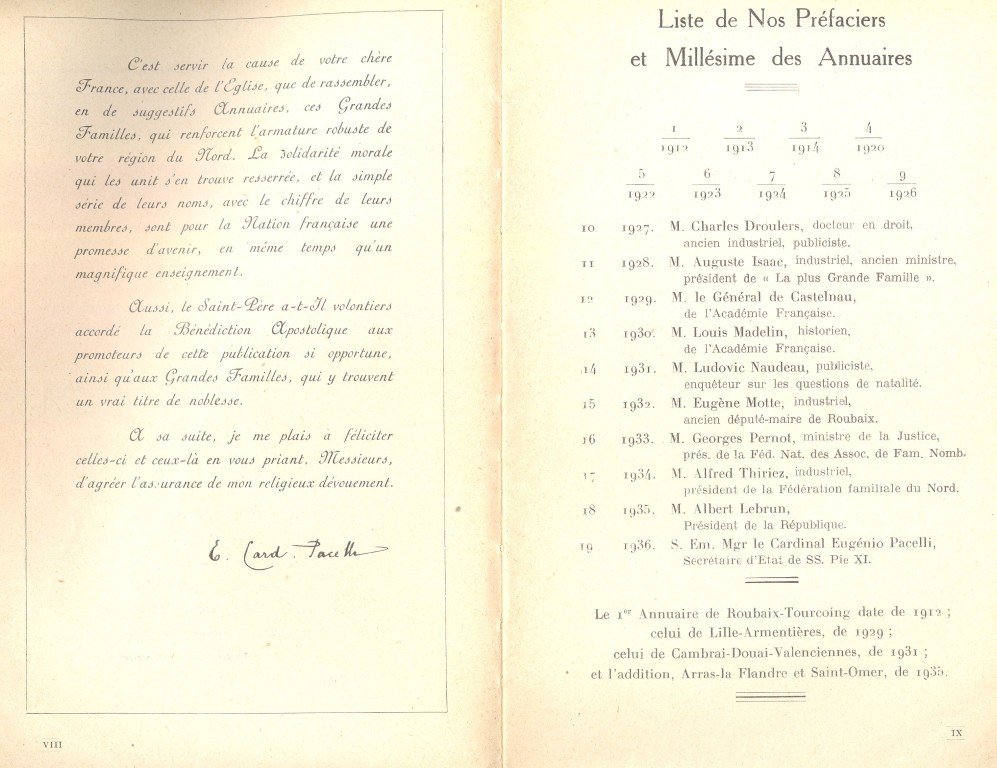 C'est servir la cause de votre chère
France, avec celle de l'Église, que de rassembler,
en de suggestifs Annuaires, ces Grandes
Familles, qui renforcent l'armature robuste de
votre région du Nord. La Solidarité morale
qui les unit s'en trouve resserrée, et la simple
série de leurs noms, avec le chiffre de leurs
membres, sont pour la Nation française une
promesse d'avenir, en même temps qu'un
magnifique enseignement.
Aussi, le Saint-Père a-t-Il volontiers
accordé la Bénédiction Apostolique aux
promoteurs de cette publication si opportune,
ainsi qu'aux Grandes Familles, qui y trouvent
un vrai titre de noblesse.
A sa suite, je me plais à féliciter
celles-ci et ceux-là en vous priant, Messieurs,
d'agréer l'assurance de mon religieux dévouement.
E. Card. Pacelli
VIII
Liste de Nos Préfaciers
et Millésime des Annuaires
1 2 3 4
1912 1913 1914 1920
5 6 7 8 9
1922 1923 1924 1925 1926
10 1927. M. Charles Droulers, docteur en droit,
ancien industriel, publiciste.
11 1928. M. Auguste Isaac, industriel, ancien ministre,
président de « La plus Grande Famille ».
12 1929. M. le Général de Castelnau,
de l'Académie Française.
13 1930. M. Louis Madelin, historien,
de l'Académie Française.
14 1931. M. Ludovic Naudeau, publiciste,
enquêteur sur les questions de natalité.
15 1932. M. Eugène Motte, industriel,
ancien député-maire de Roubaix.
16 1933. M. Georges Pernot, ministre de la Justice,
prés. de la Féd. Nat. des Assoc. de Fam. Nomb.
17 1934. M. Alfred Thiriez, industriel,
président de la Fédération familiale du Nord.
18 1935. M. Albert Lebrun,
Président de la République.
19 1936. S. Em. Mgr le Cardinal Eugénio Pacelli,
Secrétaire d'Etat de SS. Pie XI.
Le 1er Annuaire de Roubaix-Tourcoing date de 1912 ;
celui de Lille-Armentières, de 1929 ;
celui de Cambrai-Douai-Valenciennes, de 1931 ;
et l'addition, Arras-la Flandre et Saint-Omer, de 1935.
IX